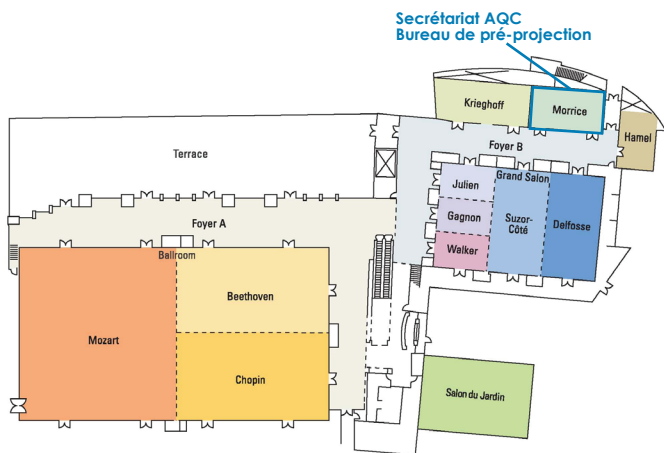 Secrétariat AQC
Bureau de pré-projection
Krieghoff
Morrice
Hamel
Foyer B
Terrace
Julien
Grand Salon
Gagnon
Suzor-
Côté
Delfosse
Walker
Foyer A
Ballroom
Beethoven
Mozart
Chopin
Salon du Jardin